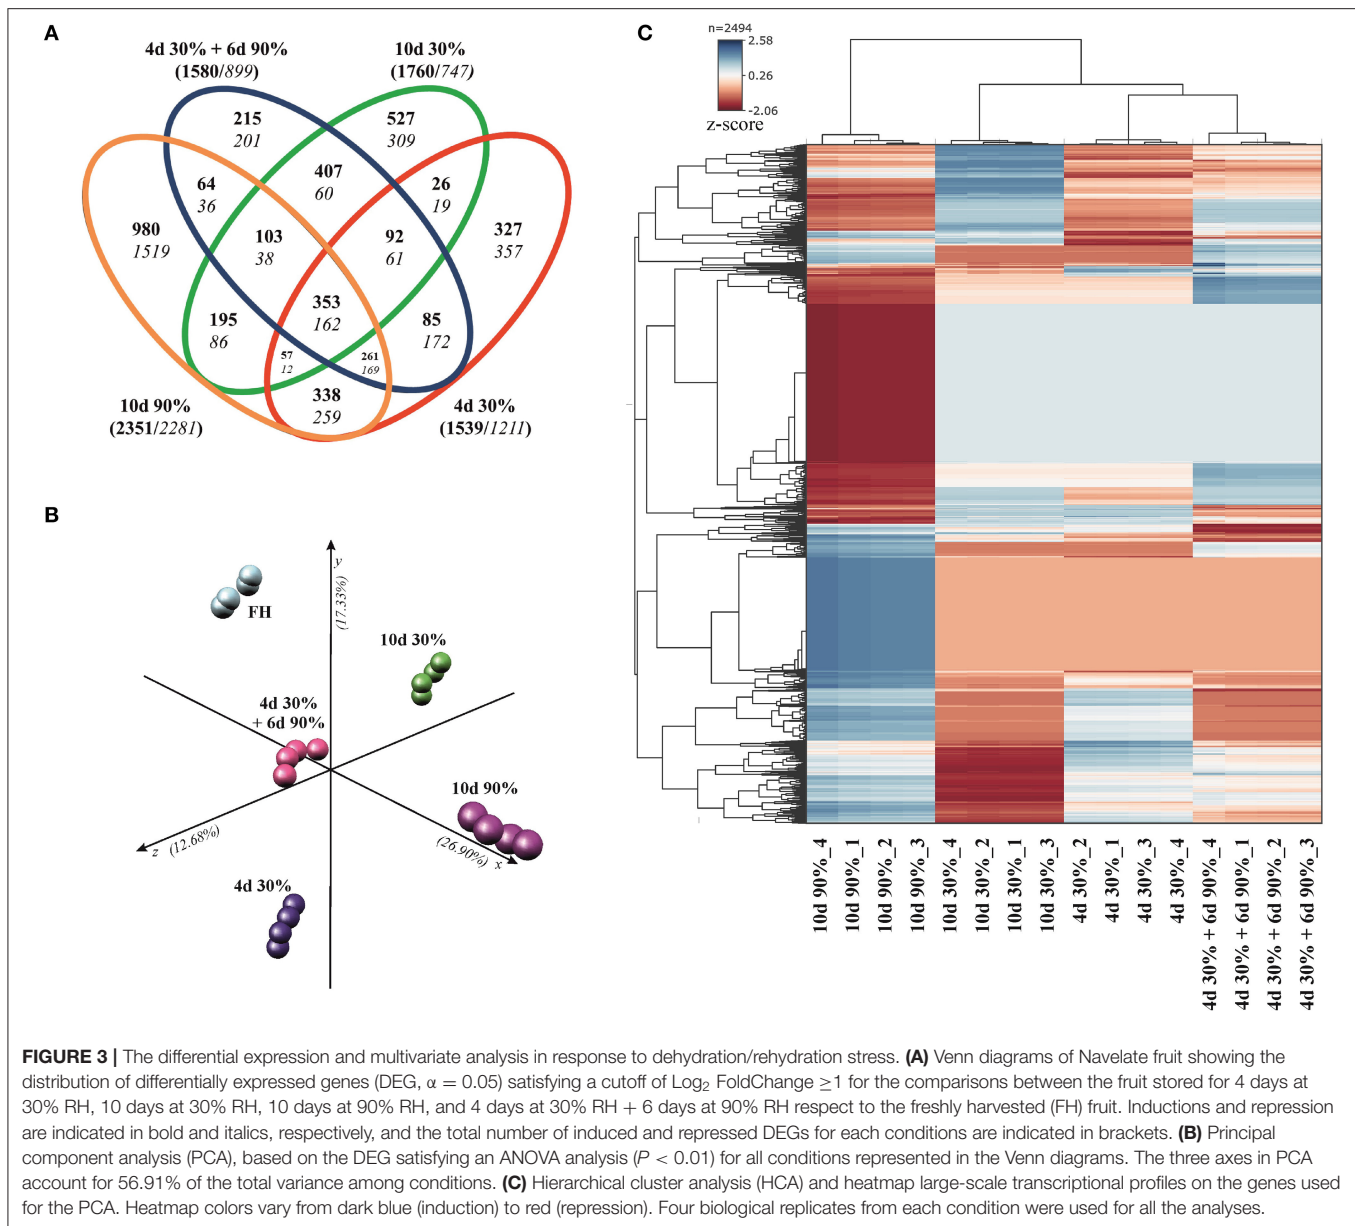 A
4d 30% + 6d 90%
(1580/899)
10d 30%
(1760/747)
215
201
527
309
407
60
64
36
26
19
980
1519
103
38
92
61
327
357
353
162
195
86
85
172
57
12
261
169
338
259
10d 90%
(2351/2281)
4d 30%
(1539/1211)
B
y
(17.33%)
FH
10d 30%
4d 30%
+ 6d 90%
10d 90%
z (12.68%)
(26.90%) x
4d 30%
C
n=2494
2.58
0.26
-2.06
z-score
10d 90%_4
10d 90%_1
10d 90%_2
10d 90%_3
10d 30%_4
10d 30%_2
10d 30%_1
10d 30%_3
4d 30%_2
4d 30%_1
4d 30%_3
4d 30%_4
4d 30% + 6d 90%_4
4d 30% + 6d 90%_1
4d 30% + 6d 90%_2
4d 30% + 6d 90%_3
FIGURE 3 | The differential expression and multivariate analysis in response to dehydration/rehydration stress. (A) Venn diagrams of Navelate fruit showing the
distribution of differentially expressed genes (DEG, α = 0.05) satisfying a cutoff of Log₂ FoldChange ≥1 for the comparisons between the fruit stored for 4 days at
30% RH, 10 days at 30% RH, 10 days at 90% RH, and 4 days at 30% RH + 6 days at 90% RH respect to the freshly harvested (FH) fruit. Inductions and repression
are indicated in bold and italics, respectively, and the total number of induced and repressed DEGs for each conditions are indicated in brackets. (B) Principal
component analysis (PCA), based on the DEG satisfying an ANOVA analysis (P < 0.01) for all conditions represented in the Venn diagrams. The three axes in PCA
account for 56.91% of the total variance among conditions. (C) Hierarchical cluster analysis (HCA) and heatmap large-scale transcriptional profiles on the genes used
for the PCA. Heatmap colors vary from dark blue (induction) to red (repression). Four biological replicates from each condition were used for all the analyses.